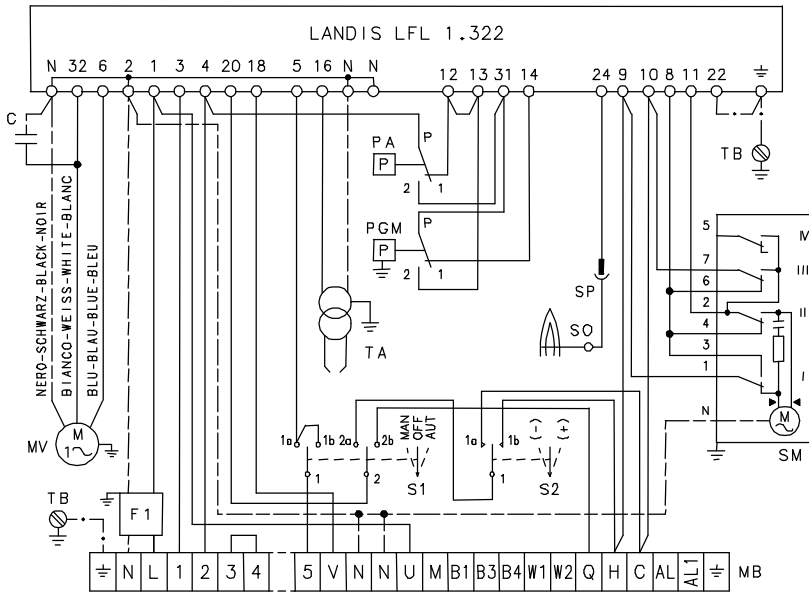 LANDIS LFL 1.322
N 32 6 2 1 3 4 20 18 5 16 N N 12 13 31 14 24 9 10 8 11 22
C
TB
PA
P
P
2 1
PGM
P
P
2 1
NERO-SCHWARZ-BLACK-NOIR
BIANCO-WEISS-WHITE-BLANC
BLU-BLAU-BLUE-BLEU
TA
SP
SO
5
7
III
6
2
II
4
3
1
I
N
M
SM
MV
M
1
1a 1b 2a 2b
MAN
OFF
AUT
1 2
S1
1a 1b
(-) (+)
1
S2
TB
F1
N L 1 2 3 4 5 V N N U M B1 B3 B4 W1 W2 Q H C AL AL1
MB